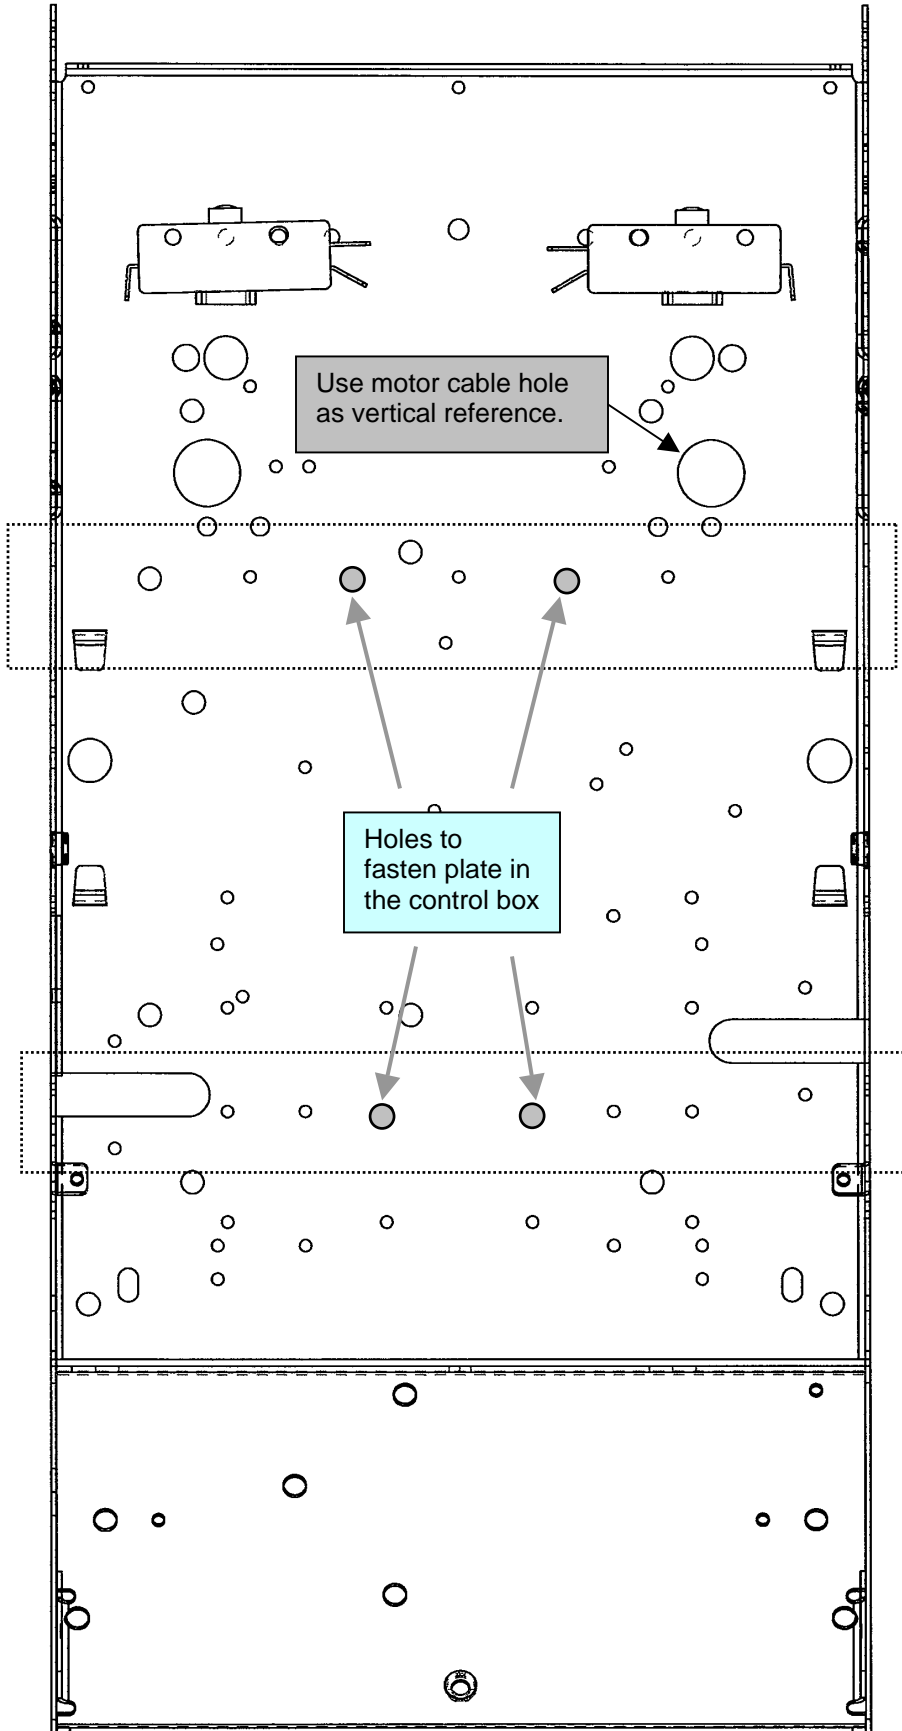 Use motor cable hole
as vertical reference.
Holes to
fasten plate in
the control box